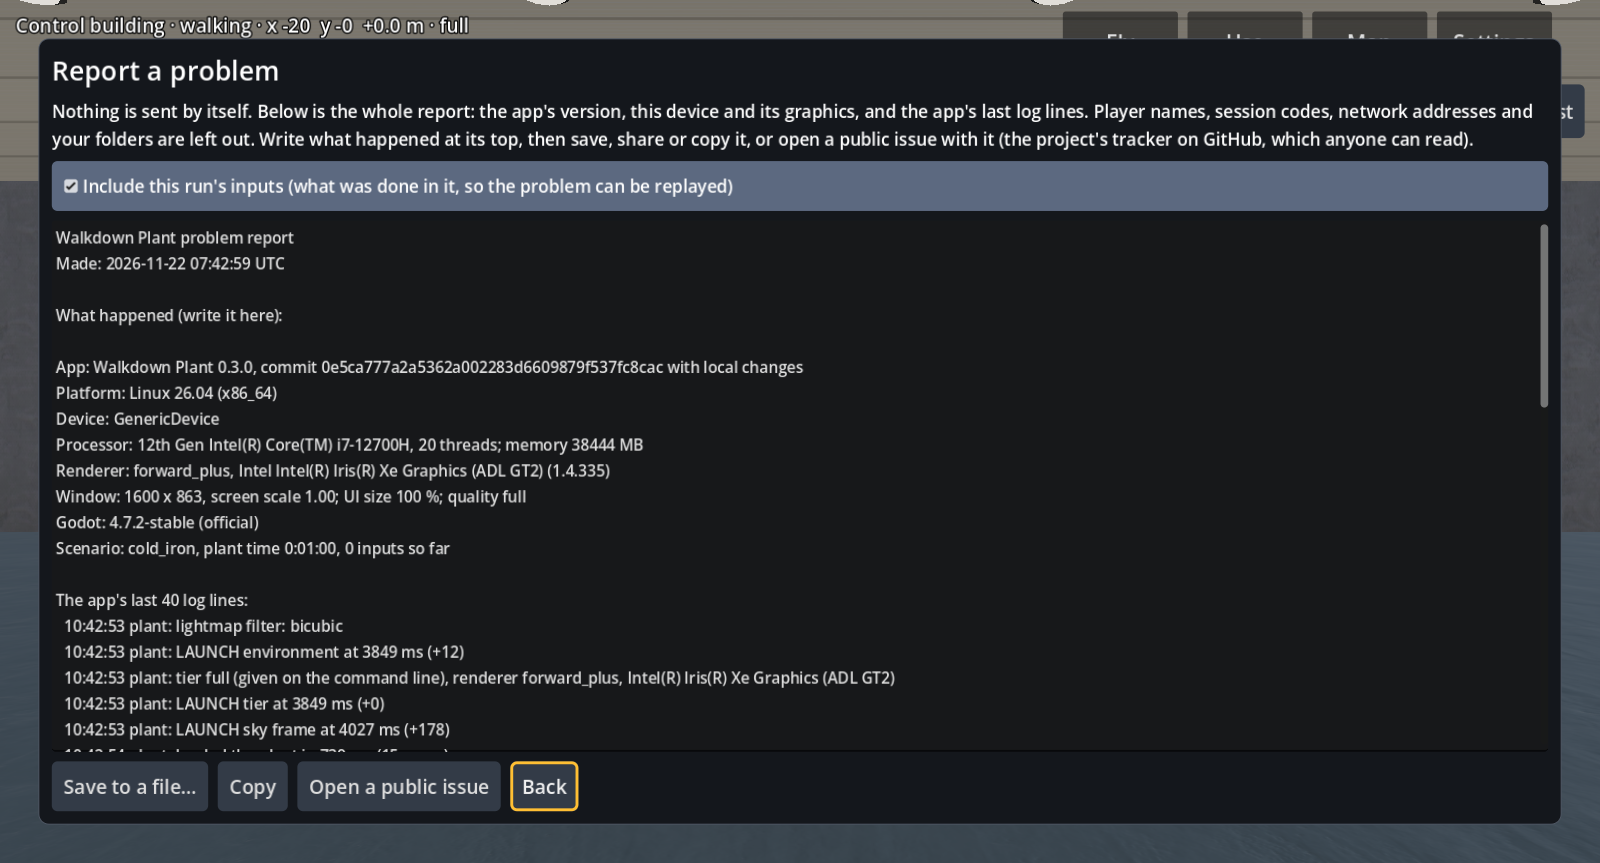 Control building · walking · x -20 y -0 +0.0 m · full
Report a problem
Nothing is sent by itself. Below is the whole report: the app's version, this device and its graphics, and the app's last log lines. Player names, session codes, network addresses and
your folders are left out. Write what happened at its top, then save, share or copy it, or open a public issue with it (the project's tracker on GitHub, which anyone can read).
Include this run's inputs (what was done in it, so the problem can be replayed)
Walkdown Plant problem report
Made: 2026-11-22 07:42:59 UTC
What happened (write it here):
App: Walkdown Plant 0.3.0, commit 0e5ca777a2a5362a002283d6609879f537fc8cac with local changes
Platform: Linux 26.04 (x86_64)
Device: GenericDevice
Processor: 12th Gen Intel(R) Core(TM) i7-12700H, 20 threads; memory 38444 MB
Renderer: forward_plus, Intel Intel(R) Iris(R) Xe Graphics (ADL GT2) (1.4.335)
Window: 1600 x 863, screen scale 1.00; UI size 100 %; quality full
Godot: 4.7.2-stable (official)
Scenario: cold_iron, plant time 0:01:00, 0 inputs so far
The app's last 40 log lines:
10:42:53 plant: lightmap filter: bicubic
10:42:53 plant: LAUNCH environment at 3849 ms (+12)
10:42:53 plant: tier full (given on the command line), renderer forward_plus, Intel(R) Iris(R) Xe Graphics (ADL GT2)
10:42:53 plant: LAUNCH tier at 3849 ms (+0)
10:42:53 plant: LAUNCH sky frame at 4027 ms (+178)
Save to a file...
Copy
Open a public issue
Back